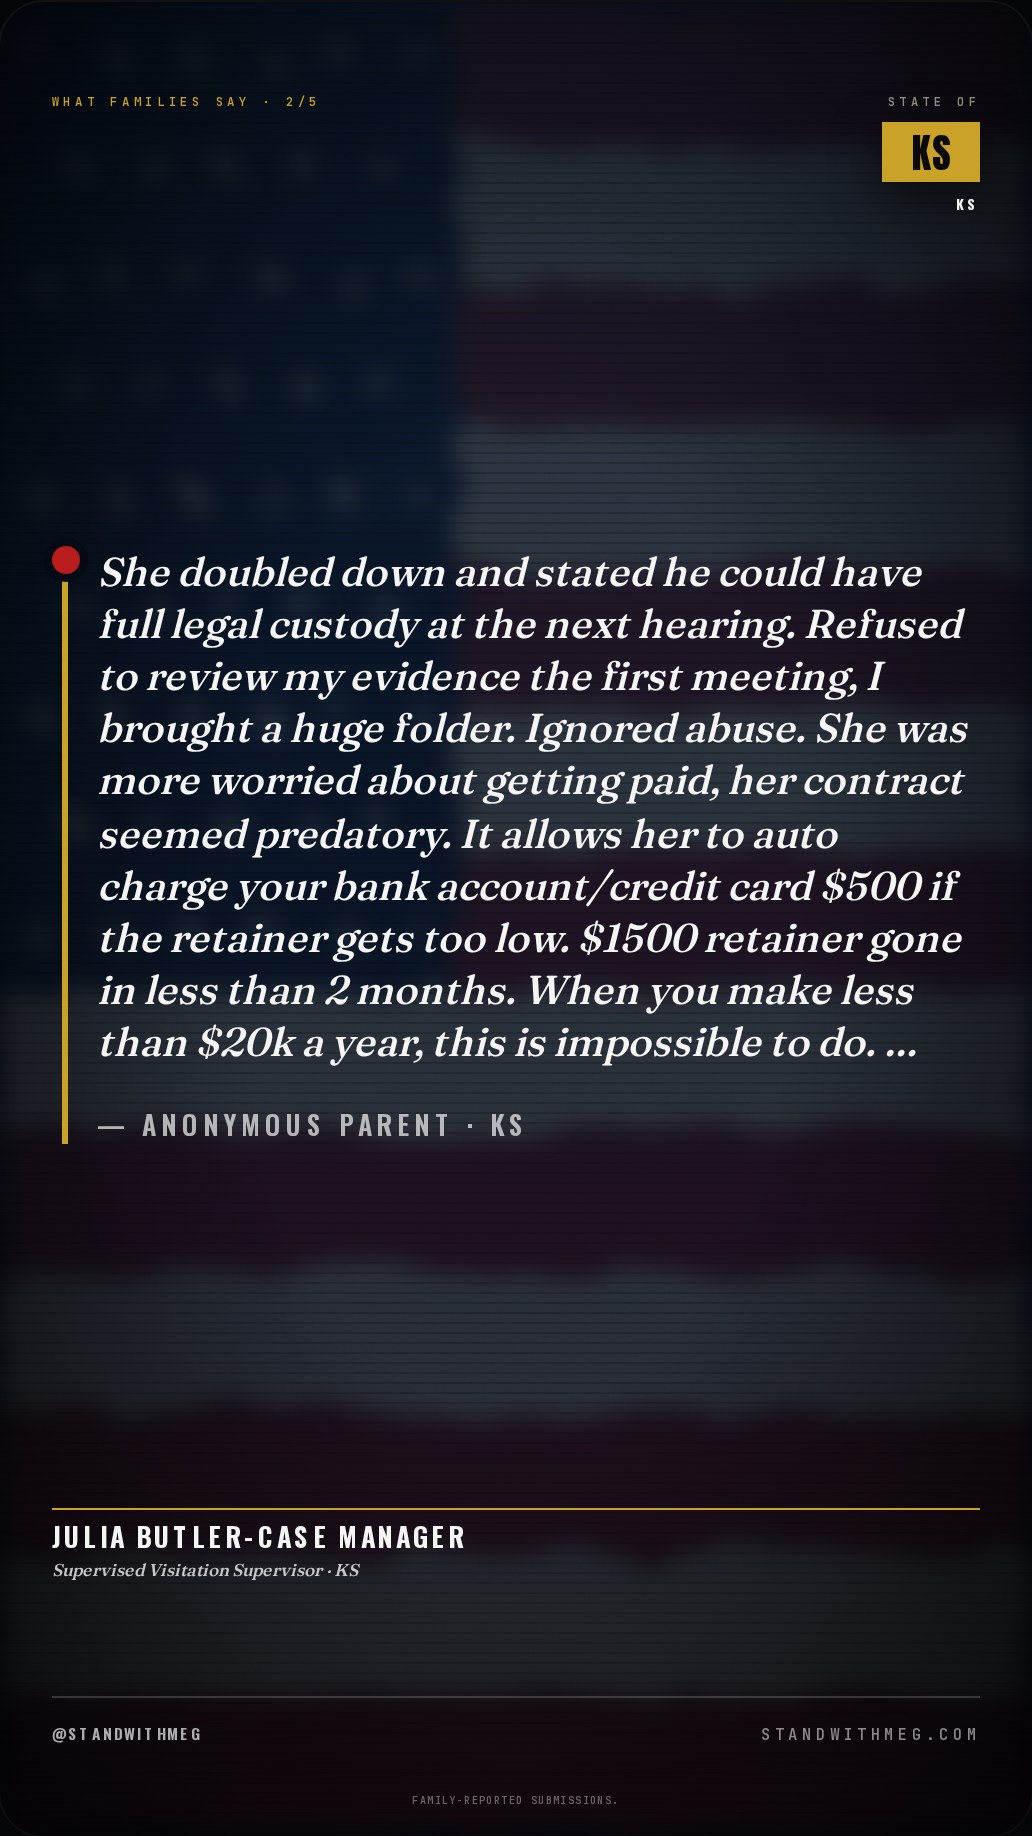 WHAT FAMILIES SAY · 2/5
STATE OF
KS
KS
She doubled down and stated he could have
full legal custody at the next hearing. Refused
to review my evidence the first meeting, I
brought a huge folder. Ignored abuse. She was
more worried about getting paid, her contract
seemed predatory. It allows her to auto
charge your bank account/credit card $500 if
the retainer gets too low. $1500 retainer gone
in less than 2 months. When you make less
than $20k a year, this is impossible to do. ...
— ANONYMOUS PARENT · KS
JULIA BUTLER-CASE MANAGER
Supervised Visitation Supervisor · KS
@STANDWITHMEG
STANDWITHMEG.COM
FAMILY-REPORTED SUBMISSIONS.